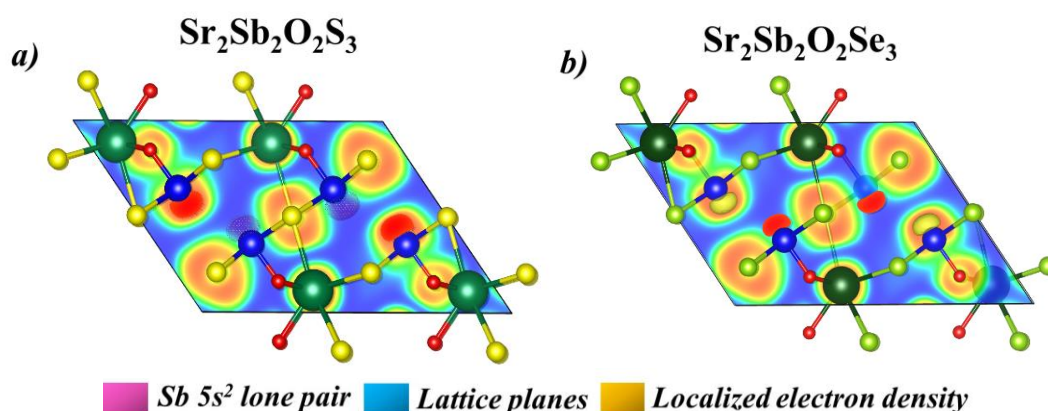 Sr₂Sb₂O₂S₃
Sr₂Sb₂O₂Se₃
a)
b)
Sb 5s² lone pair
Lattice planes
Localized electron density